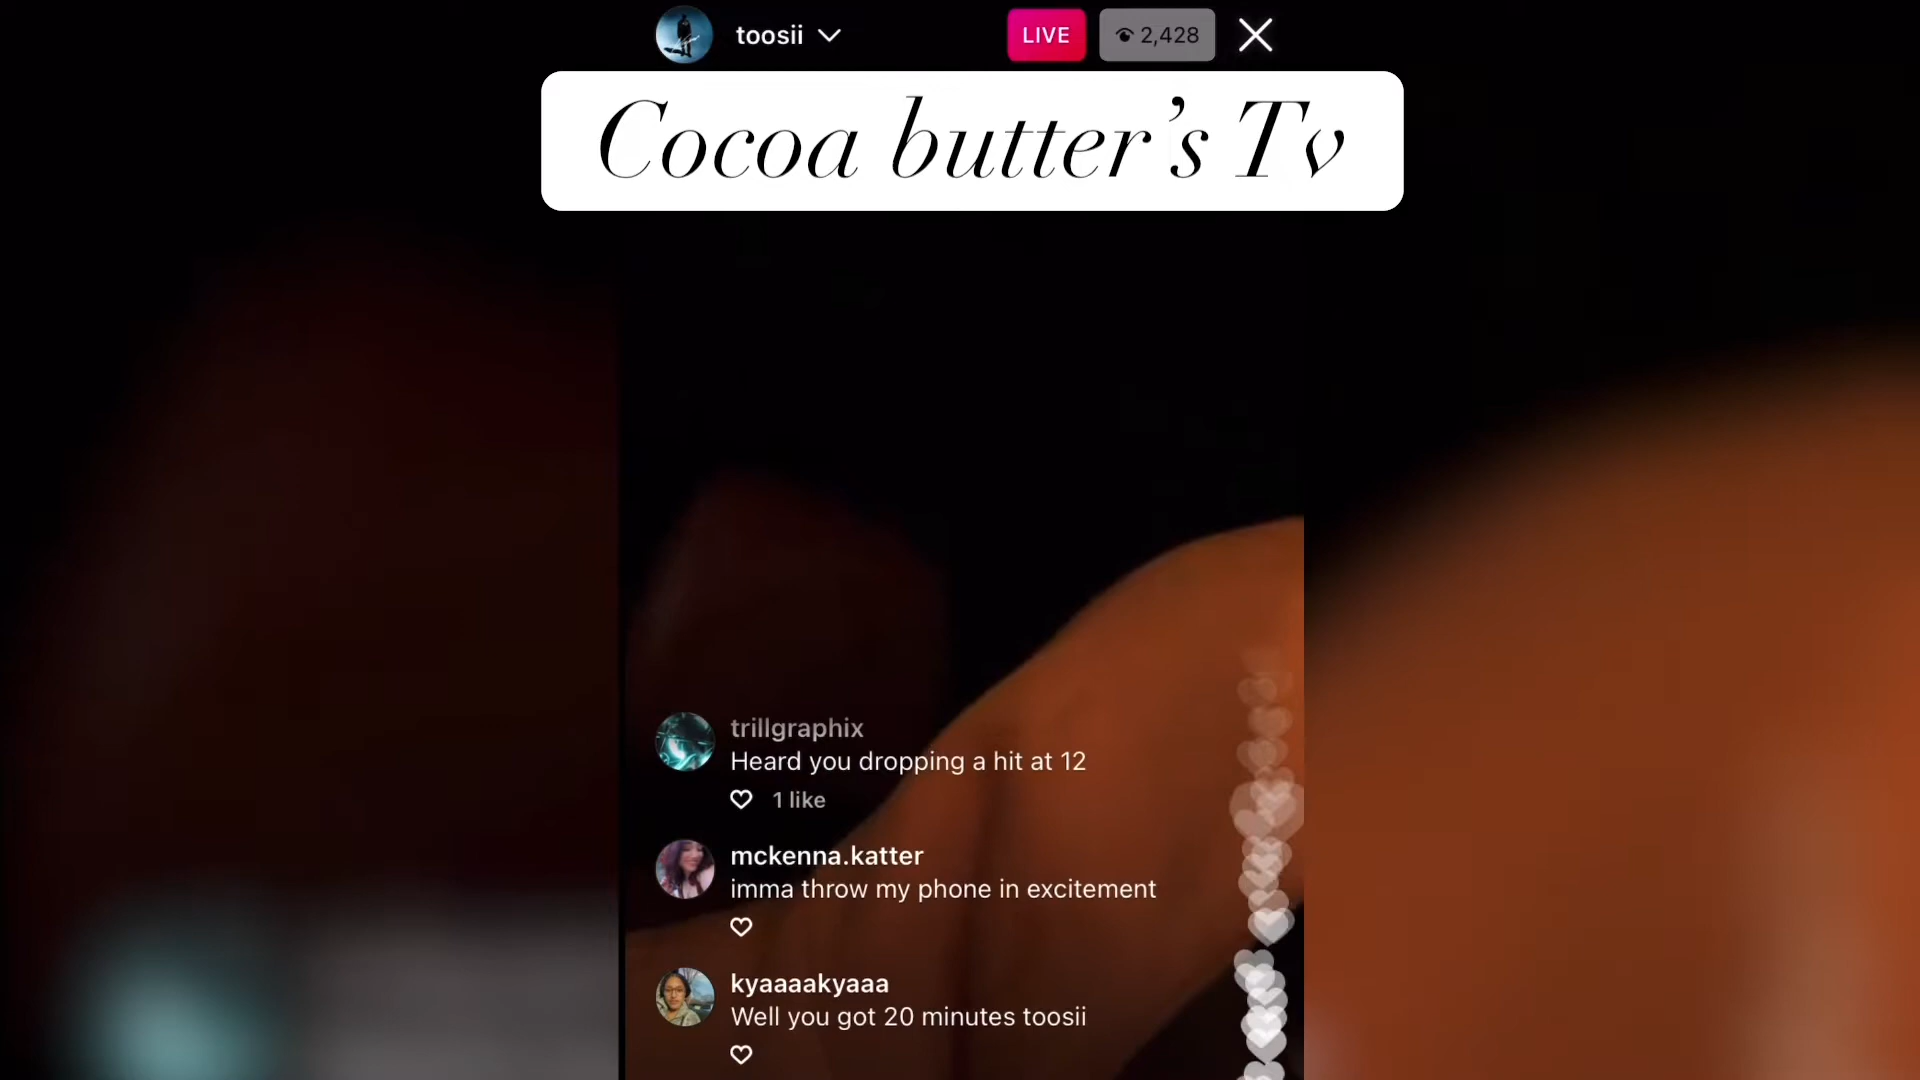 toosii
LIVE
2,428
Cocoa butter’s Tv
trillgraphix
Heard you dropping a hit at 12
1 like
mckenna.katter
imma throw my phone in excitement
kyaaaakyaaa
Well you got 20 minutes toosii